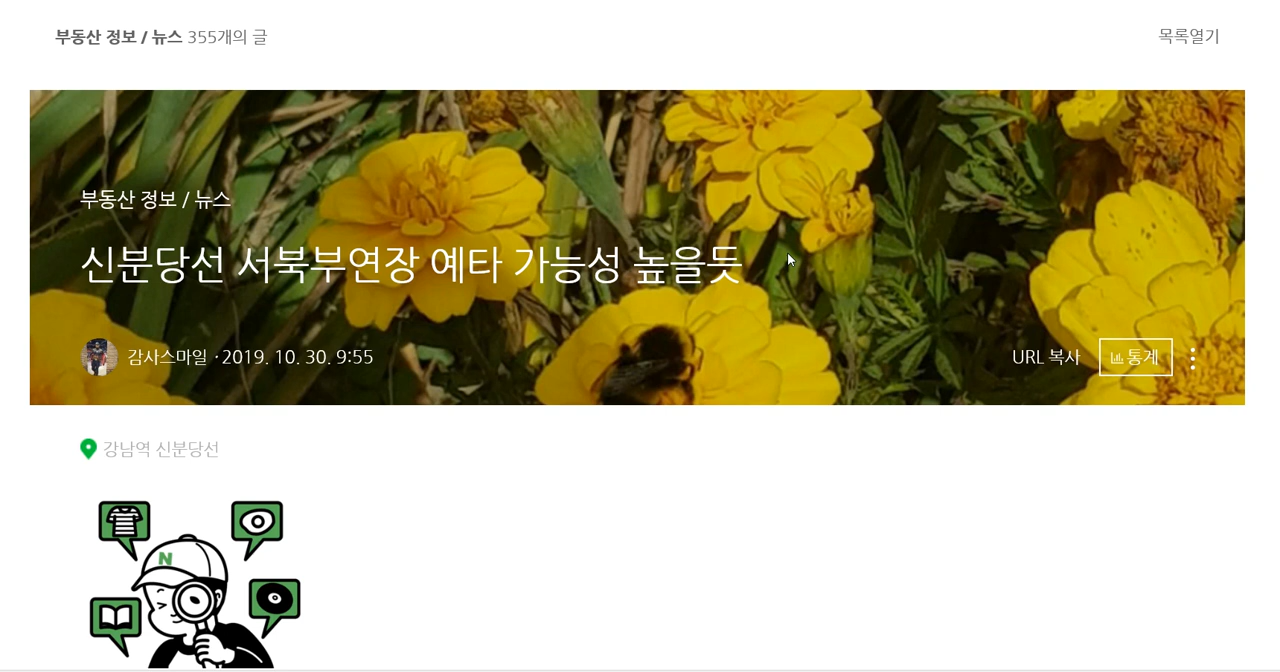 부동산 정보 / 뉴스 355개의 글
목록열기
부동산 정보 / 뉴스
신분당선 서북부연장 예타 가능성 높을듯
감사스마일 · 2019. 10. 30. 9:55
URL 복사
통계
강남역 신분당선
N